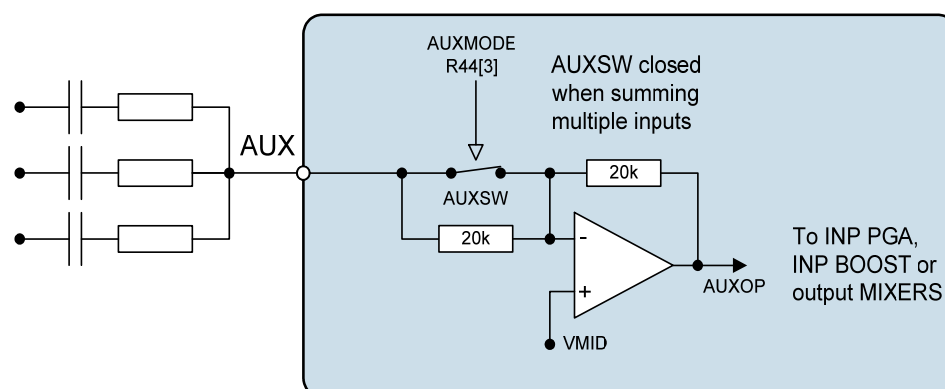 AUXMODE
R44[3]
AUXSW closed
when summing
multiple inputs
AUX
20k
AUXSW
20k
-
+
To INP PGA,
INP BOOST or
output MIXERS
AUXOP
VMID